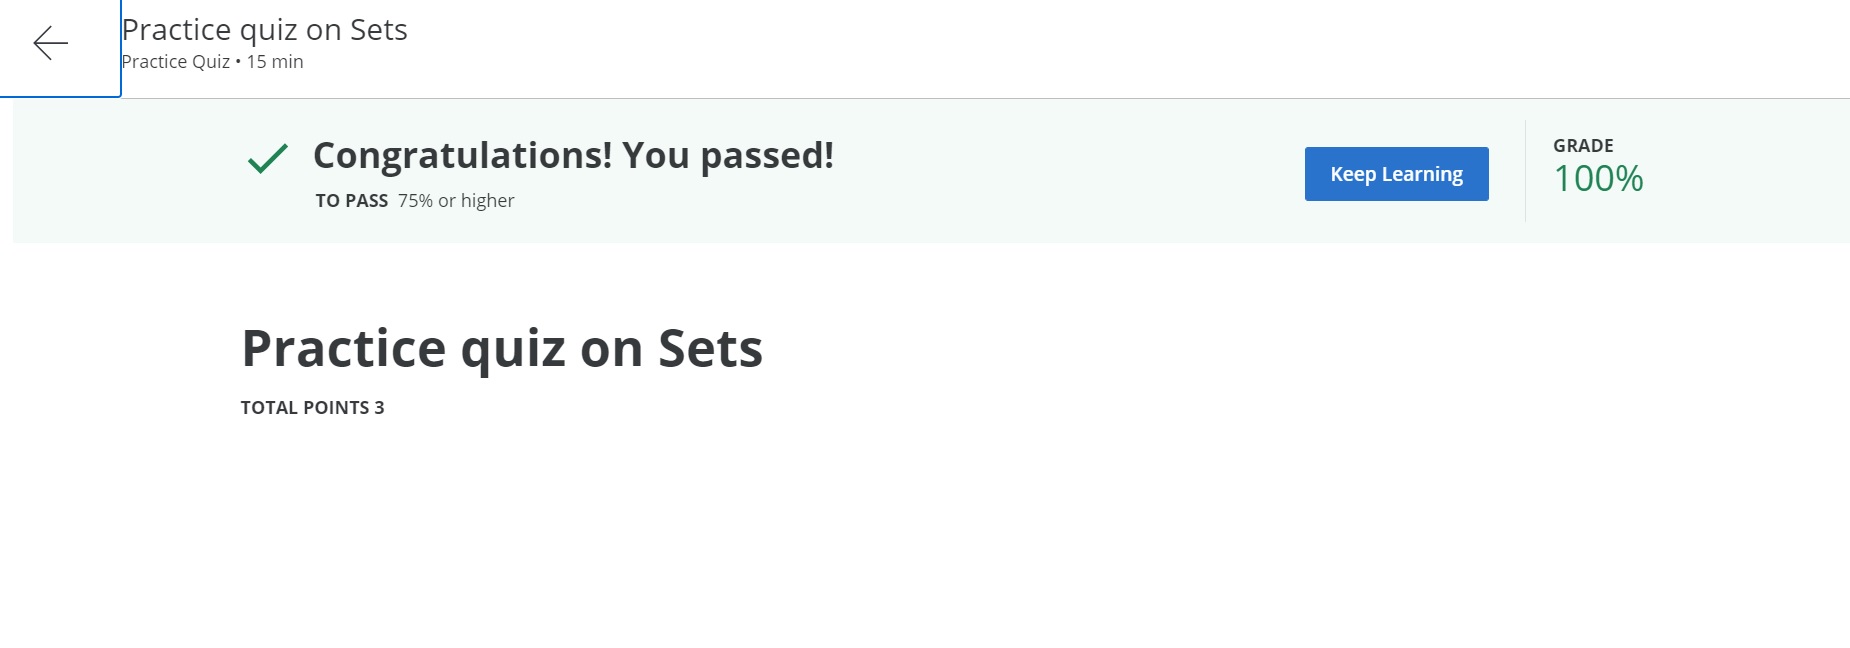 Practice quiz on Sets
Practice Quiz • 15 min
Congratulations! You passed!
TO PASS 75% or higher
Keep Learning
GRADE
100%
Practice quiz on Sets
TOTAL POINTS 3